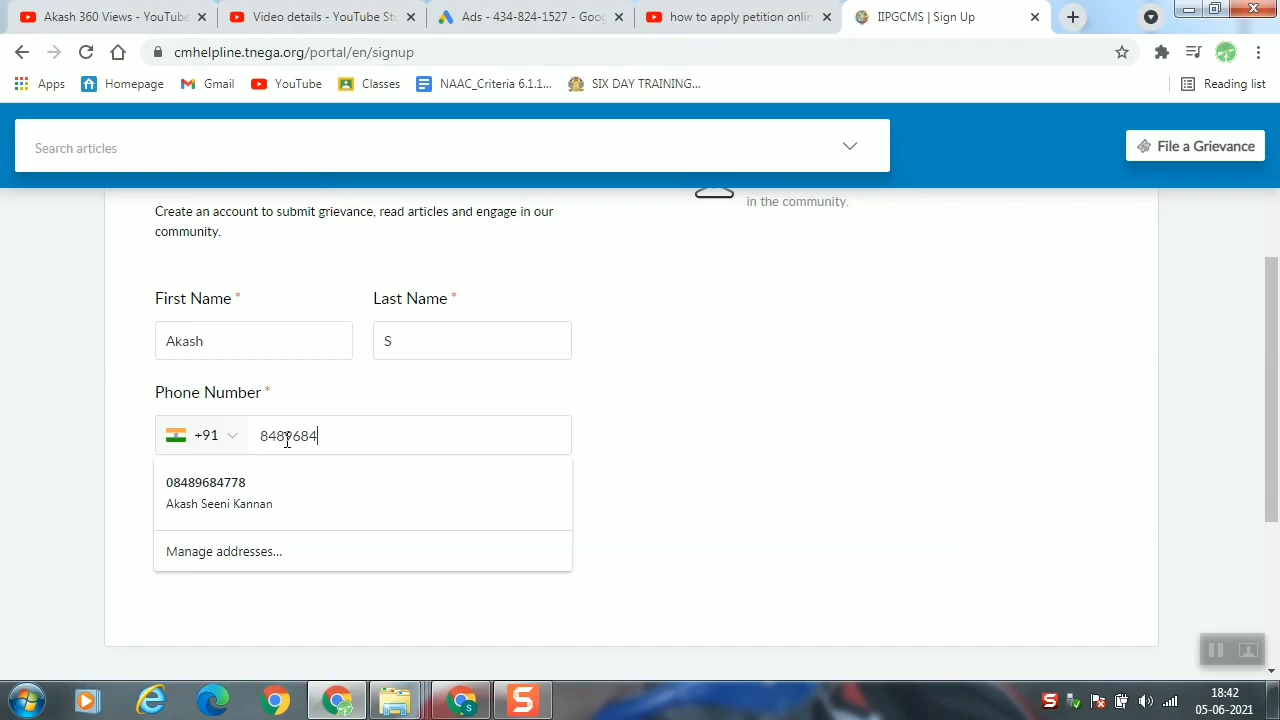 Akash 360 Views - YouTube
Video details - YouTube Stu
Ads - 434-824-1527 - Goog
how to apply petition onlin
IIPGCMS | Sign Up
cmhelpline.tnega.org/portal/en/signup
Apps
Homepage
Gmail
YouTube
Classes
NAAC_Criteria 6.1.1...
SIX DAY TRAINING...
Reading list
Search articles
File a Grievance
Create an account to submit grievance, read articles and engage in our
community.
in the community.
First Name *
Last Name *
Akash
S
Phone Number *
+91
8489684
08489684778
Akash Seeni Kannan
Manage addresses...
S
S
S
18:42
05-06-2021